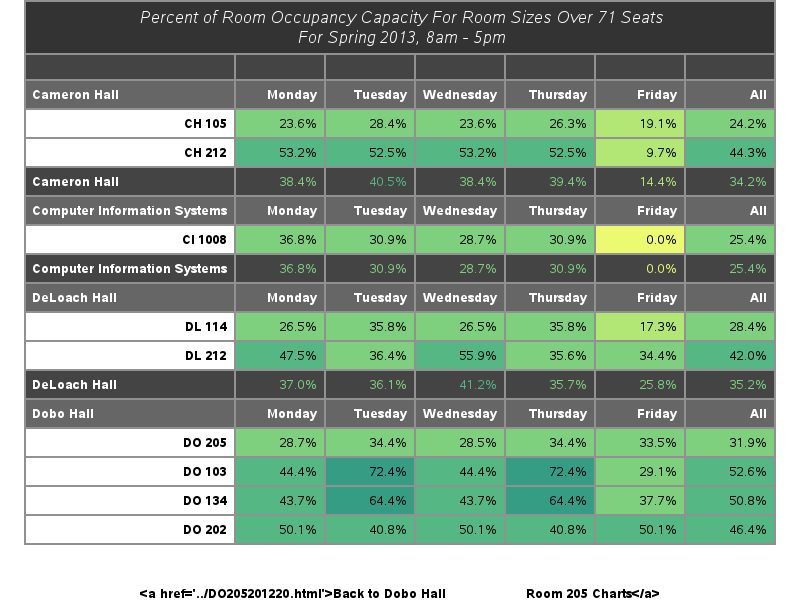 Percent of Room Occupancy Capacity For Room Sizes Over 71 Seats
For Spring 2013, 8am - 5pm
Cameron Hall Monday Tuesday Wednesday Thursday Friday All
CH 105 23.6% 28.4% 23.6% 26.3% 19.1% 24.2%
CH 212 53.2% 52.5% 53.2% 52.5% 9.7% 44.3%
Cameron Hall 38.4% 40.5% 38.4% 39.4% 14.4% 34.2%
Computer Information Systems Monday Tuesday Wednesday Thursday Friday All
CI 1008 36.8% 30.9% 28.7% 30.9% 0.0% 25.4%
Computer Information Systems 36.8% 30.9% 28.7% 30.9% 0.0% 25.4%
DeLoach Hall Monday Tuesday Wednesday Thursday Friday All
DL 114 26.5% 35.8% 26.5% 35.8% 17.3% 28.4%
DL 212 47.5% 36.4% 55.9% 35.6% 34.4% 42.0%
DeLoach Hall 37.0% 36.1% 41.2% 35.7% 25.8% 35.2%
Dobo Hall Monday Tuesday Wednesday Thursday Friday All
DO 205 28.7% 34.4% 28.5% 34.4% 33.5% 31.9%
DO 103 44.4% 72.4% 44.4% 72.4% 29.1% 52.6%
DO 134 43.7% 64.4% 43.7% 64.4% 37.7% 50.8%
DO 202 50.1% 40.8% 50.1% 40.8% 50.1% 46.4%
<a href='../DO205201220.html'>Back to Dobo Hall Room 205 Charts</a>